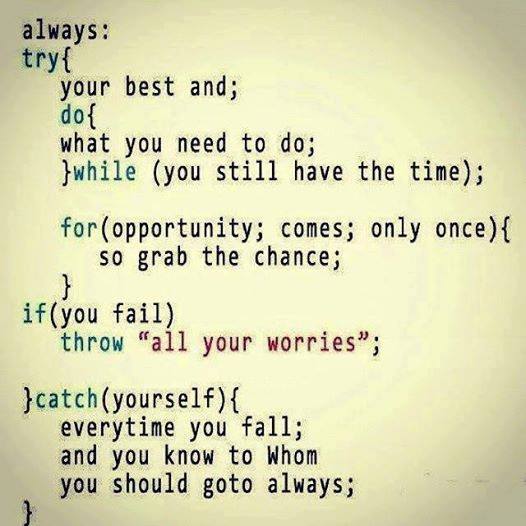 always:
try{
your best and;
do{
what you need to do;
}while (you still have the time);
for(opportunity; comes; only once){
so grab the chance;
}
if(you fail)
throw “all your worries”;
}catch(yourself){
everytime you fall;
and you know to Whom
you should goto always;
}